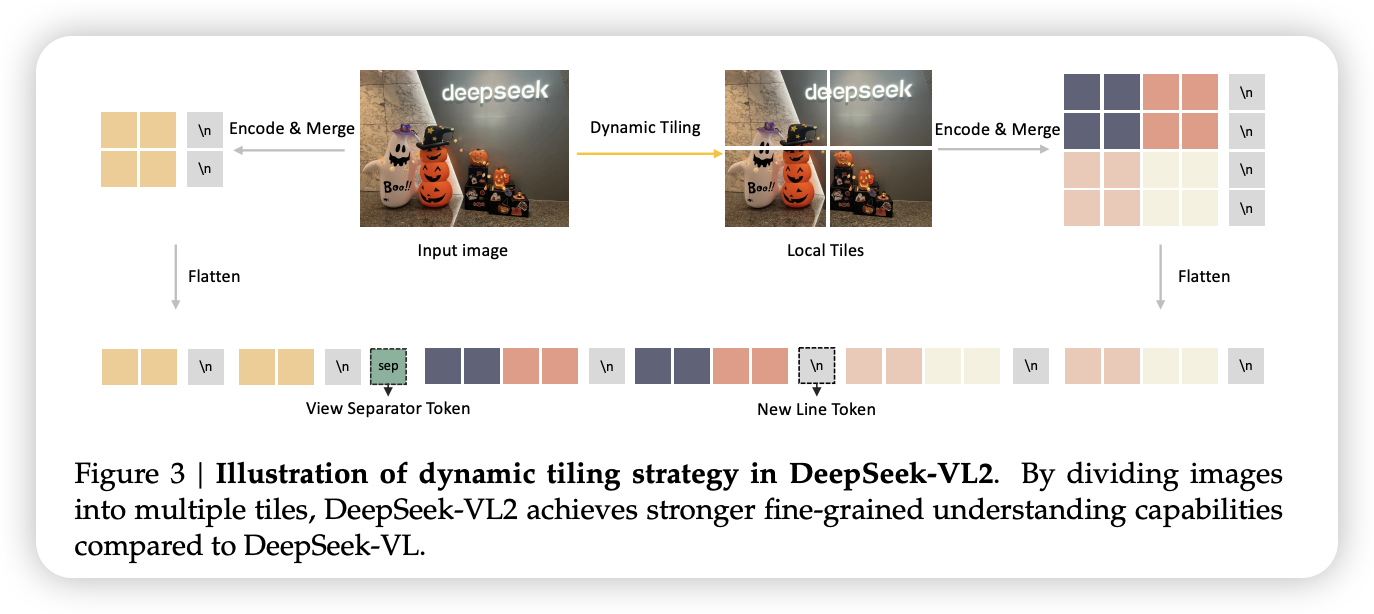 deepseek
deepseek
\n
\n
Encode & Merge
Boo!!
Dynamic Tiling
Boo!!
Encode & Merge
\n
\n
\n
\n
Input image
Local Tiles
Flatten
Flatten
\n
\n
sep
\n
\n
\n
\n
View Separator Token
New Line Token
Figure 3 | Illustration of dynamic tiling strategy in DeepSeek-VL2. By dividing images
into multiple tiles, DeepSeek-VL2 achieves stronger fine-grained understanding capabilities
compared to DeepSeek-VL.